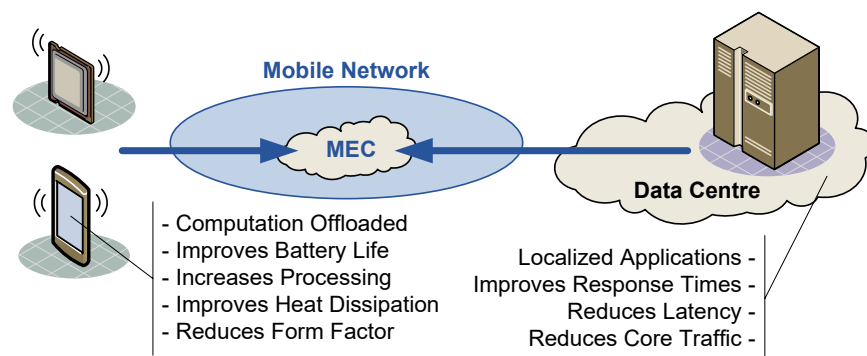 Mobile Network
MEC
Data Centre
- Computation Offloaded
- Improves Battery Life
- Increases Processing
- Improves Heat Dissipation
- Reduces Form Factor
Localized Applications -
Improves Response Times -
Reduces Latency -
Reduces Core Traffic -